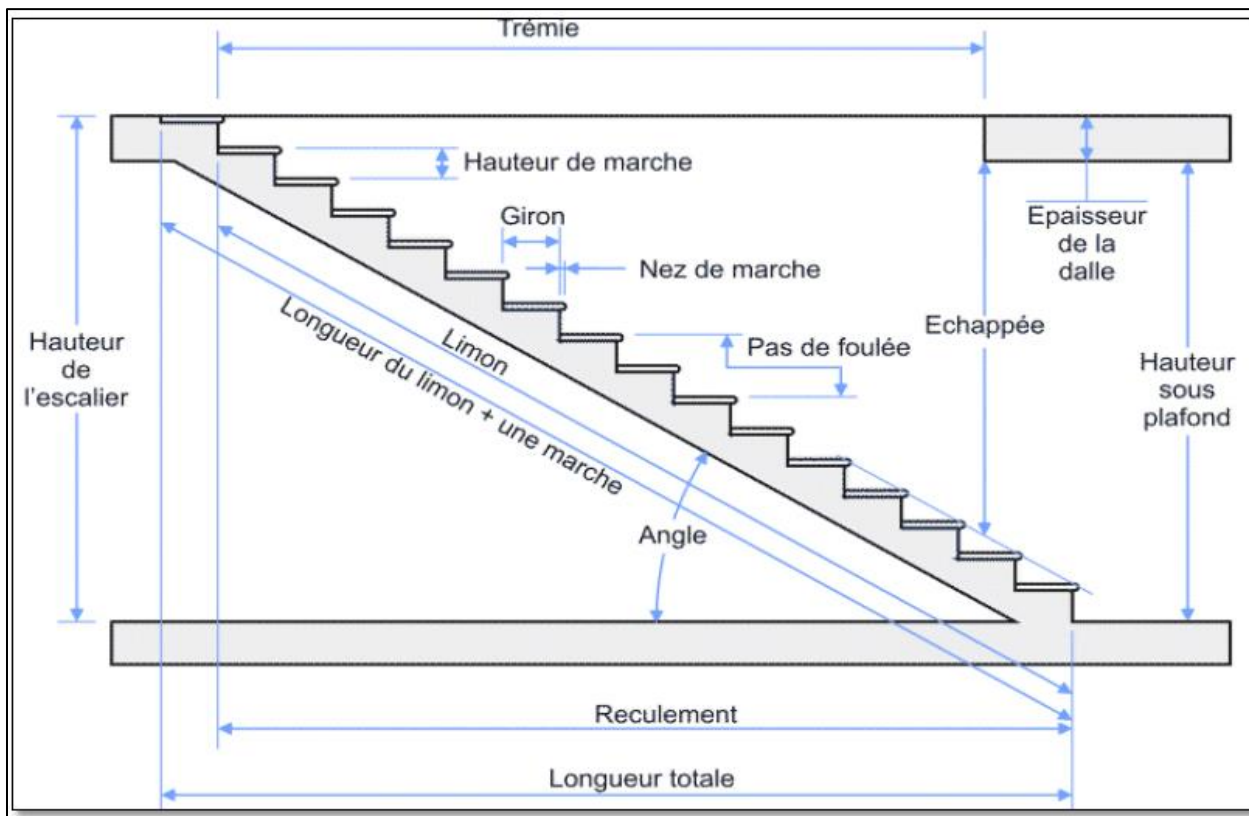 Trémie
Hauteur de marche
Giron
Nez de marche
Epaisseur
de la
dalle
Echappée
Hauteur
de
l'escalier
Limon
Longueur du limon + une marche
Pas de foulée
Hauteur
sous
plafond
Angle
Reculement
Longueur totale